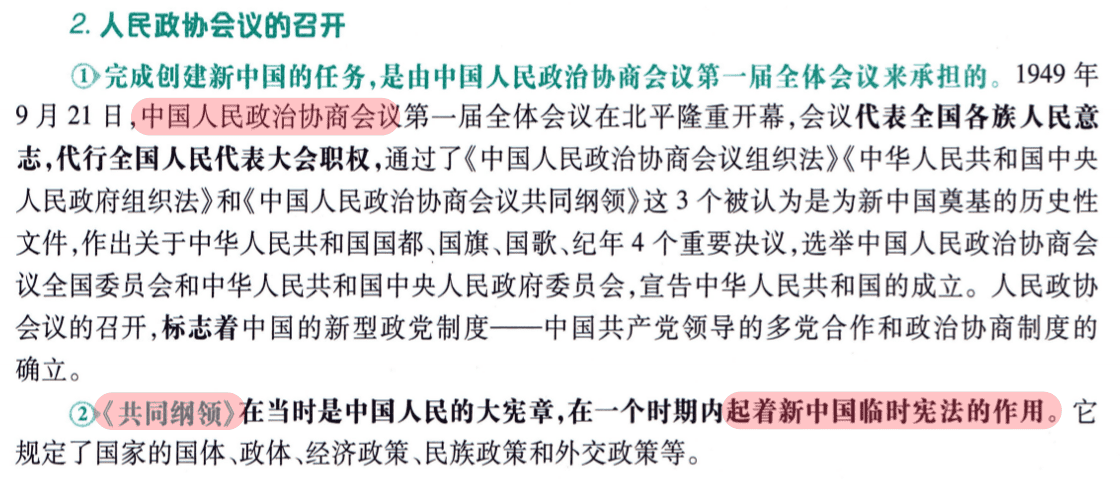 2. 人民政协会议的召开
①完成创建新中国的任务,是由中国人民政治协商会议第一届全体会议来承担的。1949 年
9 月 21 日,中国人民政治协商会议第一届全体会议在北平隆重开幕,会议代表全国各族人民意
志,代行全国人民代表大会职权,通过了《中国人民政治协商会议组织法》《中华人民共和国中央
人民政府组织法》和《中国人民政治协商会议共同纲领》这 3 个被认为是为新中国奠基的历史性
文件,作出关于中华人民共和国国都、国旗、国歌、纪年 4 个重要决议,选举中国人民政治协商会
议全国委员会和中华人民共和国中央人民政府委员会,宣告中华人民共和国的成立。人民政协
会议的召开,标志着中国的新型政党制度——中国共产党领导的多党合作和政治协商制度的
确立。
②《共同纲领》在当时是中国人民的大宪章,在一个时期内起着新中国临时宪法的作用。它
规定了国家的国体、政体、经济政策、民族政策和外交政策等。